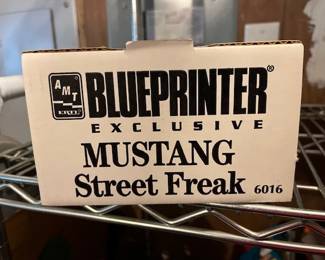 AMT
ERTL
BLUEPRINTER®
EXCLUSIVE
MUSTANG
Street Freak 6016